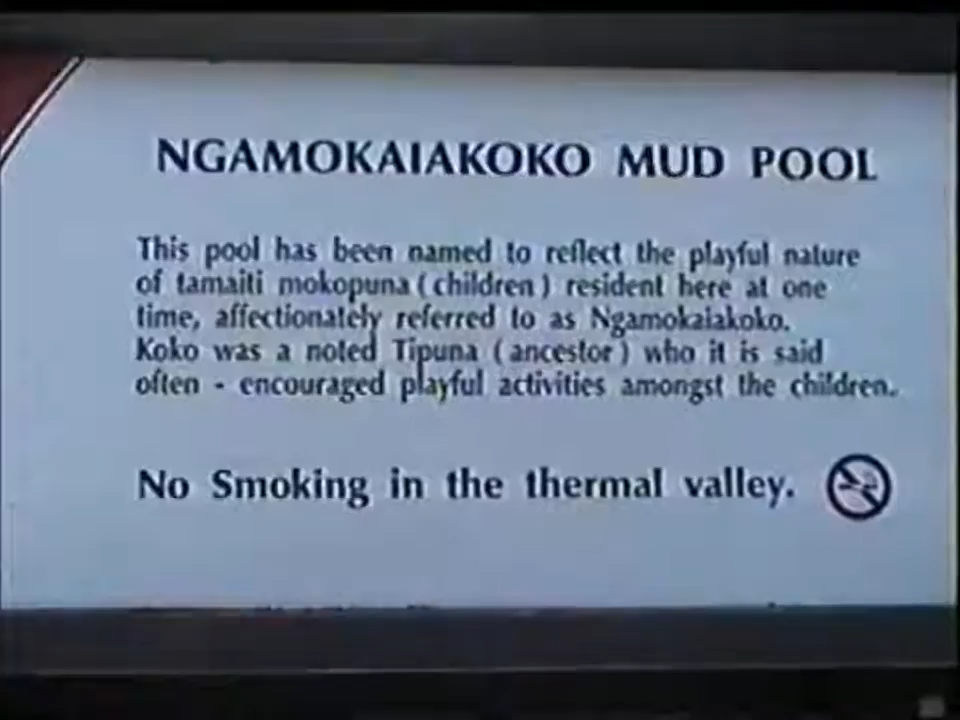 NGAMOKAIAKOKO MUD POOL
This pool has been named to reflect the playful nature
of tamaiti mokopuna (children) resident here at one
time, affectionately referred to as Ngamokaiakoko.
Koko was a noted Tipuna (ancestor) who it is said
often - encouraged playful activities amongst the children.
No Smoking in the thermal valley.